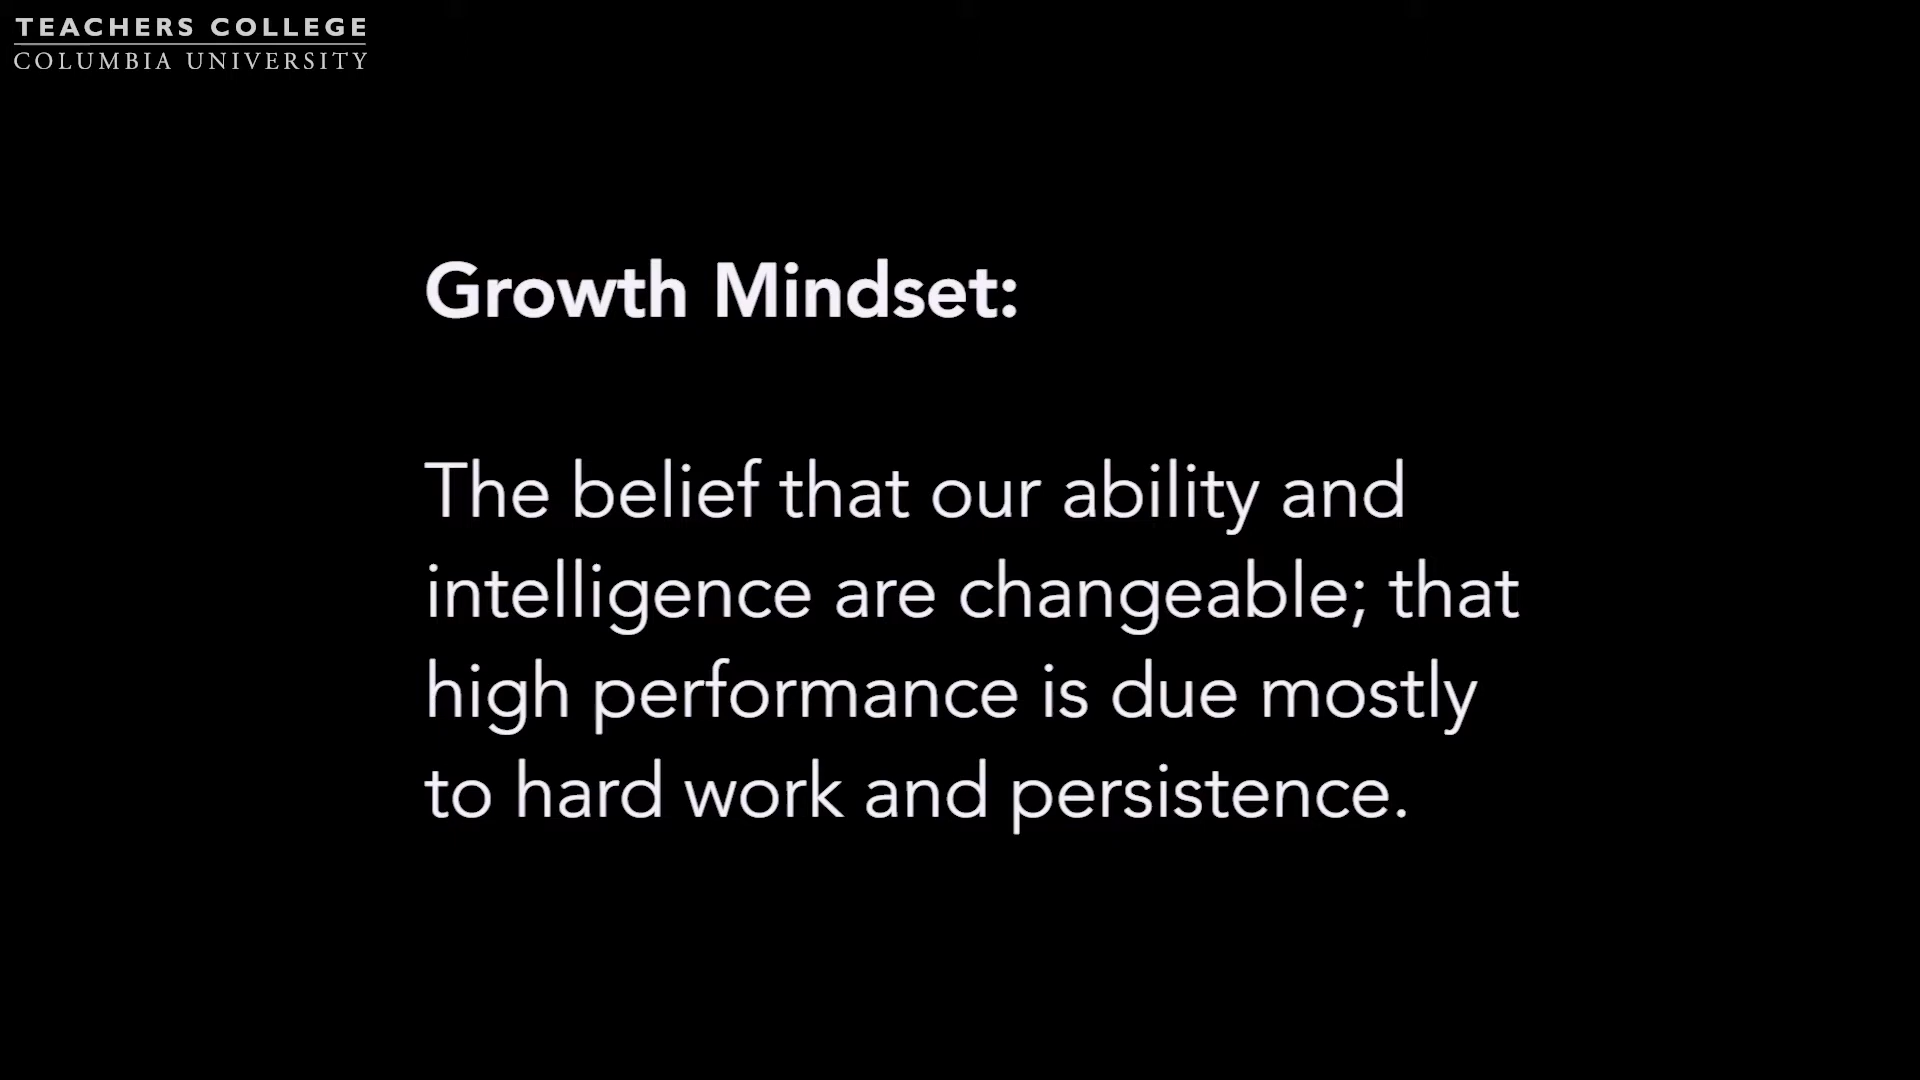 TEACHERS COLLEGE
COLUMBIA UNIVERSITY
Growth Mindset:
The belief that our ability and
intelligence are changeable; that
high performance is due mostly
to hard work and persistence.